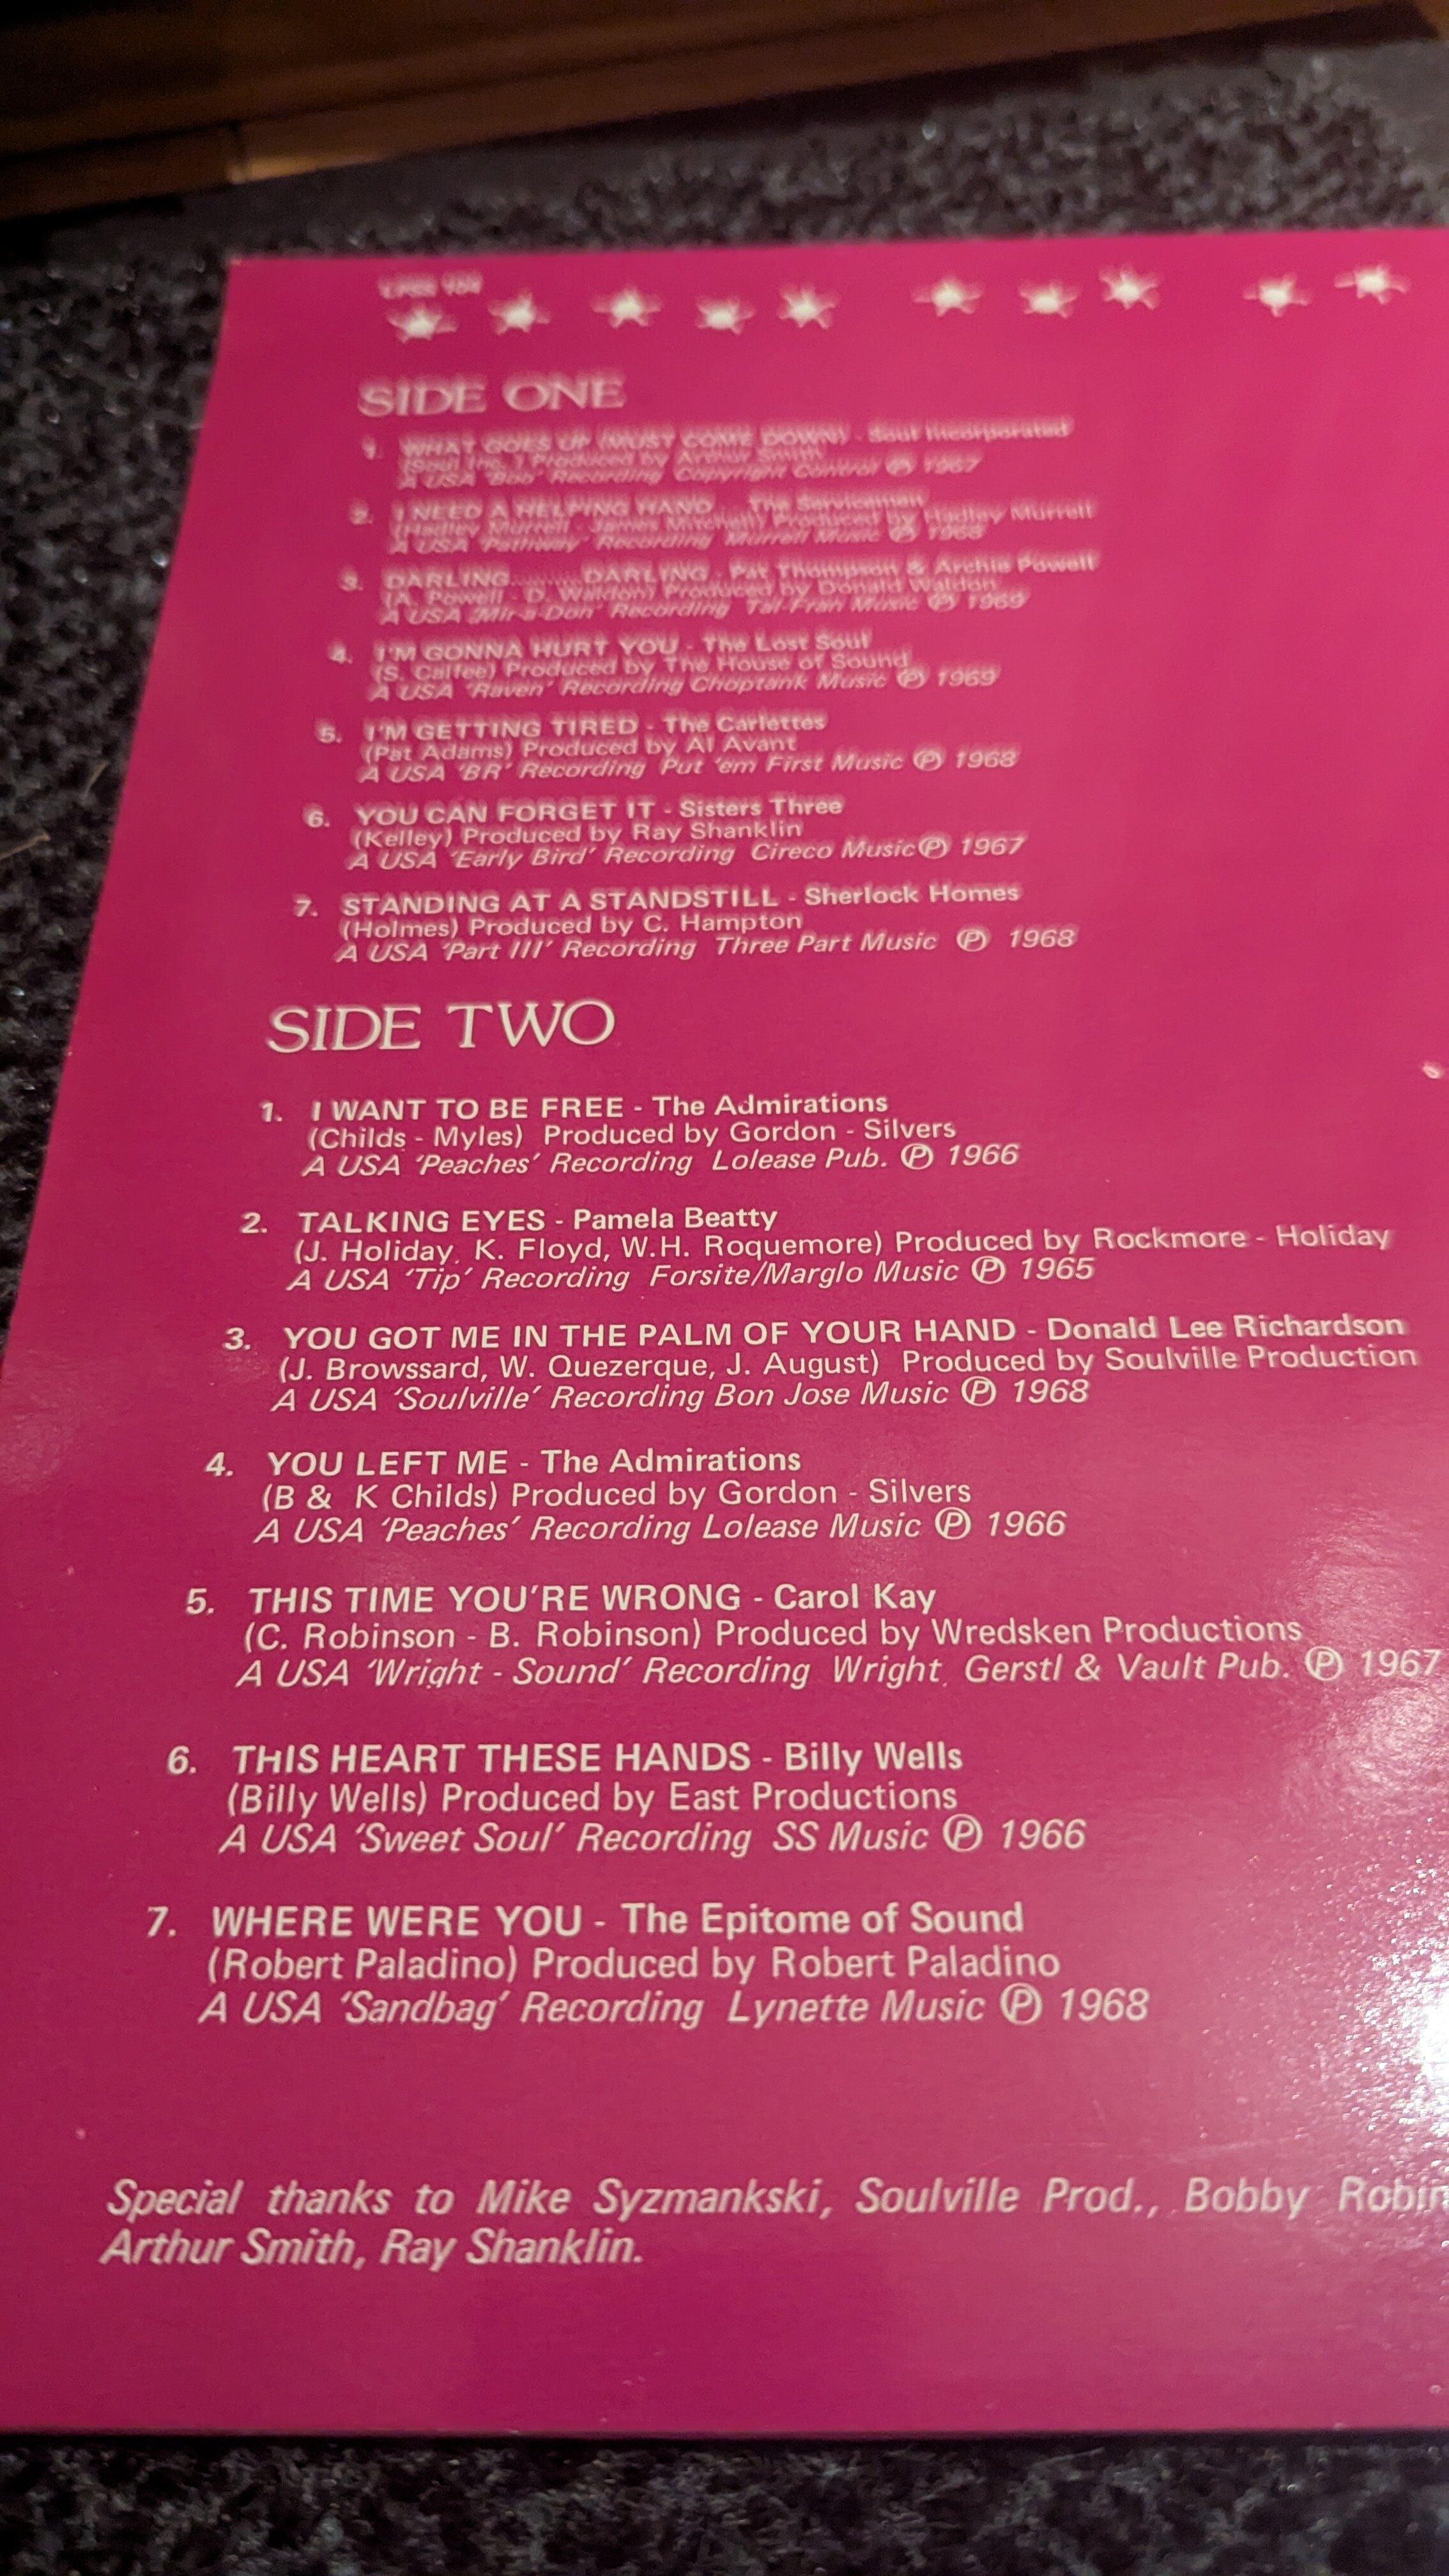 SIDE ONE
1. WHAT GOES UP (MUST COME DOWN) - Soul Incorporated
(Soul Inc.) Produced by Arthur Smith
A USA 'Bob' Recording Copyright Control Ⓟ 1967
2. I NEED A HELPING HAND - The Servicemen
(Hadley Murrell - James Mitchell) Produced by Hadley Murrell
A USA 'Pathway' Recording Murrell Music Ⓟ 1968
3. DARLING.........DARLING - Pat Thompson & Archie Powell
(A. Powell - D. Waldon) Produced by Donald Waldon
A USA 'Mir-a-Don' Recording Tal-Fran Music Ⓟ 1969
4. I'M GONNA HURT YOU - The Lost Soul
(S. Calfee) Produced by The House of Sound
A USA 'Raven' Recording Choptank Music Ⓟ 1969
5. I'M GETTING TIRED - The Carlettes
(Pat Adams) Produced by Al Avant
A USA 'BR' Recording Put 'em First Music Ⓟ 1968
6. YOU CAN FORGET IT - Sisters Three
(Kelley) Produced by Ray Shanklin
A USA 'Early Bird' Recording Cireco Music Ⓟ 1967
7. STANDING AT A STANDSTILL - Sherlock Homes
(Holmes) Produced by C. Hampton
A USA 'Part III' Recording Three Part Music Ⓟ 1968
SIDE TWO
1. I WANT TO BE FREE - The Admirations
(Childs - Myles) Produced by Gordon - Silvers
A USA 'Peaches' Recording Lolease Pub. Ⓟ 1966
2. TALKING EYES - Pamela Beatty
(J. Holiday, K. Floyd, W.H. Roquemore) Produced by Rockmore - Holiday
A USA 'Tip' Recording Forsite/Marglo Music Ⓟ 1965
3. YOU GOT ME IN THE PALM OF YOUR HAND - Donald Lee Richardson
(J. Browssard, W. Quezerque, J. August) Produced by Soulville Production
A USA 'Soulville' Recording Bon Jose Music Ⓟ 1968
4. YOU LEFT ME - The Admirations
(B & K Childs) Produced by Gordon - Silvers
A USA 'Peaches' Recording Lolease Music Ⓟ 1966
5. THIS TIME YOU'RE WRONG - Carol Kay
(C. Robinson - B. Robinson) Produced by Wredsken Productions
A USA 'Wright - Sound' Recording Wright, Gerstl & Vault Pub. Ⓟ 1967
6. THIS HEART THESE HANDS - Billy Wells
(Billy Wells) Produced by East Productions
A USA 'Sweet Soul' Recording SS Music Ⓟ 1966
7. WHERE WERE YOU - The Epitome of Sound
(Robert Paladino) Produced by Robert Paladino
A USA 'Sandbag' Recording Lynette Music Ⓟ 1968
Special thanks to Mike Syzmankski, Soulville Prod., Bobby Robin
Arthur Smith, Ray Shanklin.